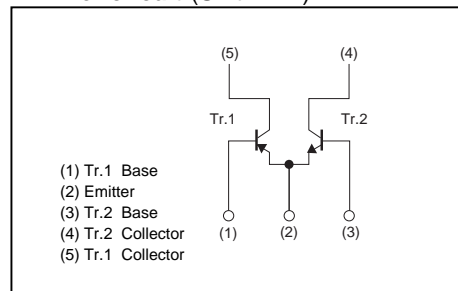 circuit
(5) (4)
Tr.1 Tr.2
(1) Tr.1 Base
(2) Emitter
(3) Tr.2 Base
(4) Tr.2 Collector
(5) Tr.1 Collector
(1) (2) (3)